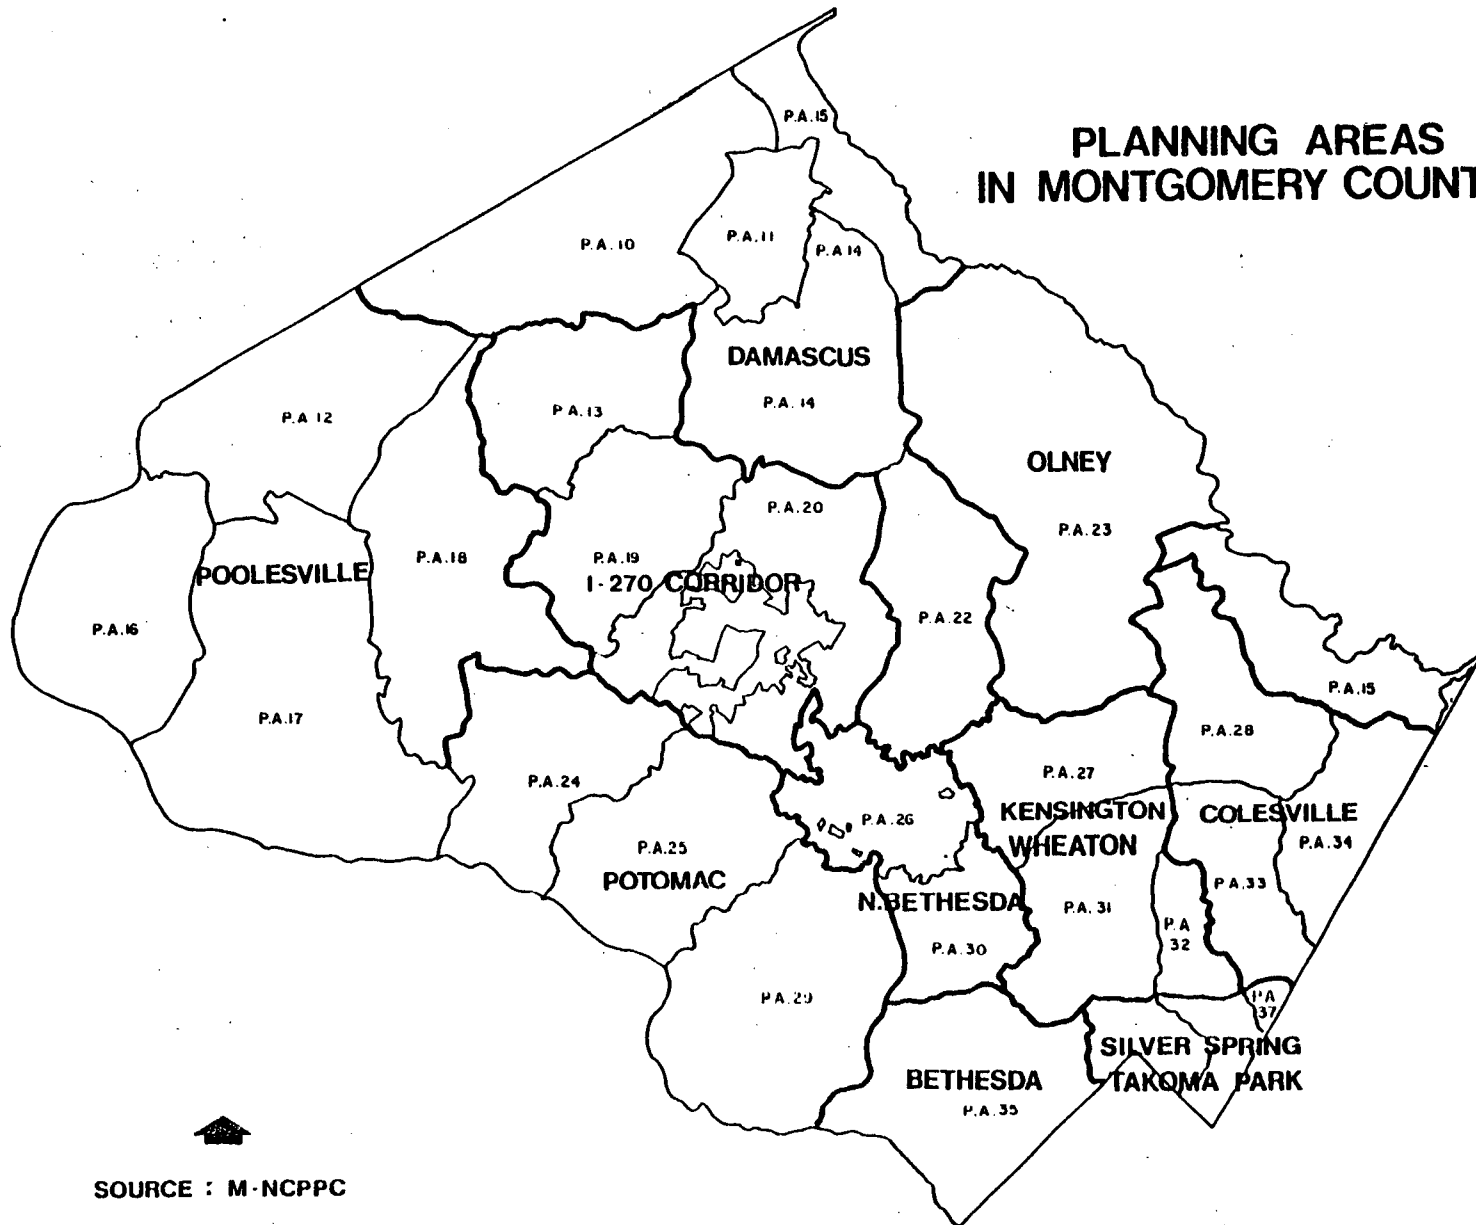 P.A.15
PLANNING AREAS
IN MONTGOMERY COUNT
P.A.10
P.A.11
P.A.14
DAMASCUS
P.A.14
P.A.13
P.A 12
OLNEY
P.A.23
P.A.20
P.A.18
P.A.19
POOLESVILLE
I-270 CORRIDOR
P.A.16
P.A.22
P.A.17
P.A.15
P.A.28
P.A.24
P.A.27
KENSINGTON
WHEATON
COLESVILLE
P.A.26
P.A.34
P.A.25
POTOMAC
P.A.33
N.BETHESDA
P.A.31
P.A
32
P.A.30
P.A.29
P.A
37
SILVER SPRING
TAKOMA PARK
BETHESDA
P.A.35
SOURCE : M-NCPPC